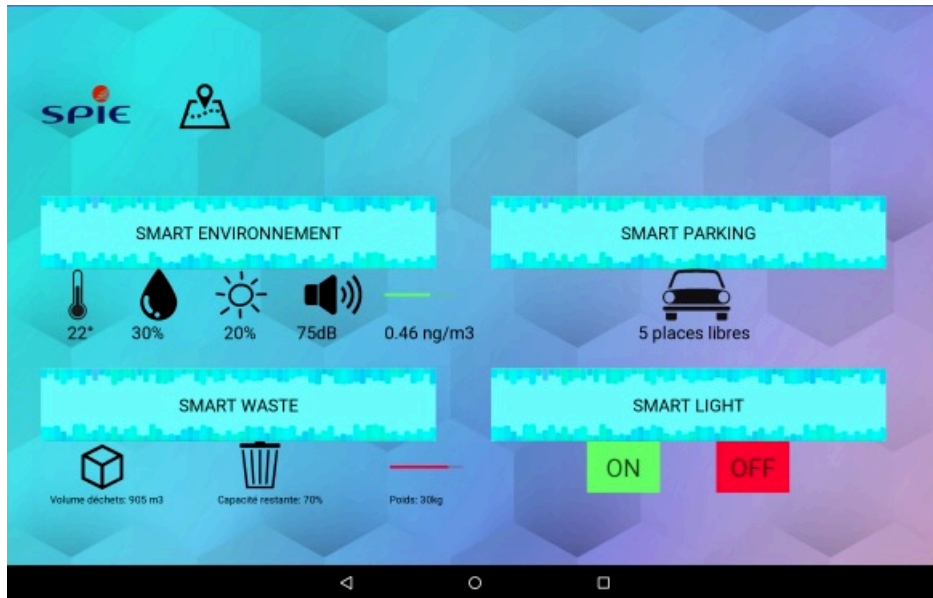 SPIE
SMART ENVIRONNEMENT
SMART PARKING
22°
30%
20%
75dB
0.46 ng/m3
5 places libres
SMART WASTE
SMART LIGHT
ON
OFF
Volume déchets: 905 m3
Capacité restante: 70%
Poids: 30kg